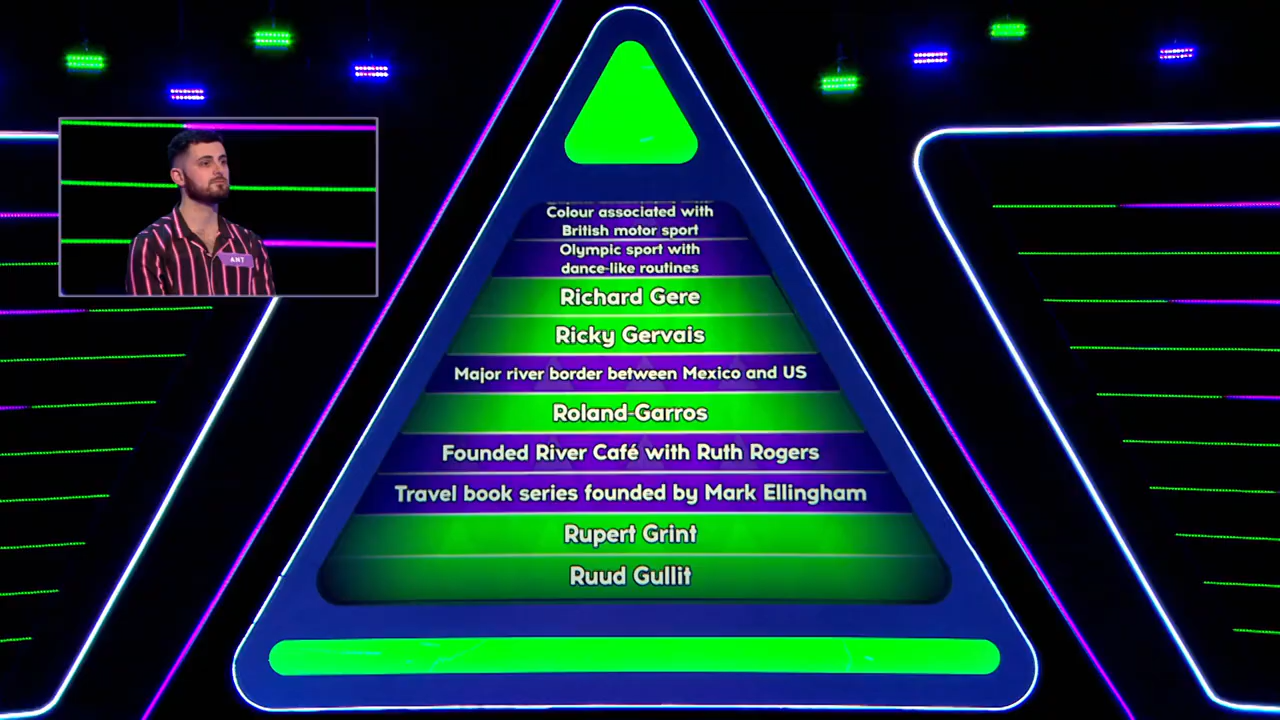 ANT
Colour associated with
British motor sport
Olympic sport with
dance-like routines
Richard Gere
Ricky Gervais
Major river border between Mexico and US
Roland-Garros
Founded River Café with Ruth Rogers
Travel book series founded by Mark Ellingham
Rupert Grint
Ruud Gullit